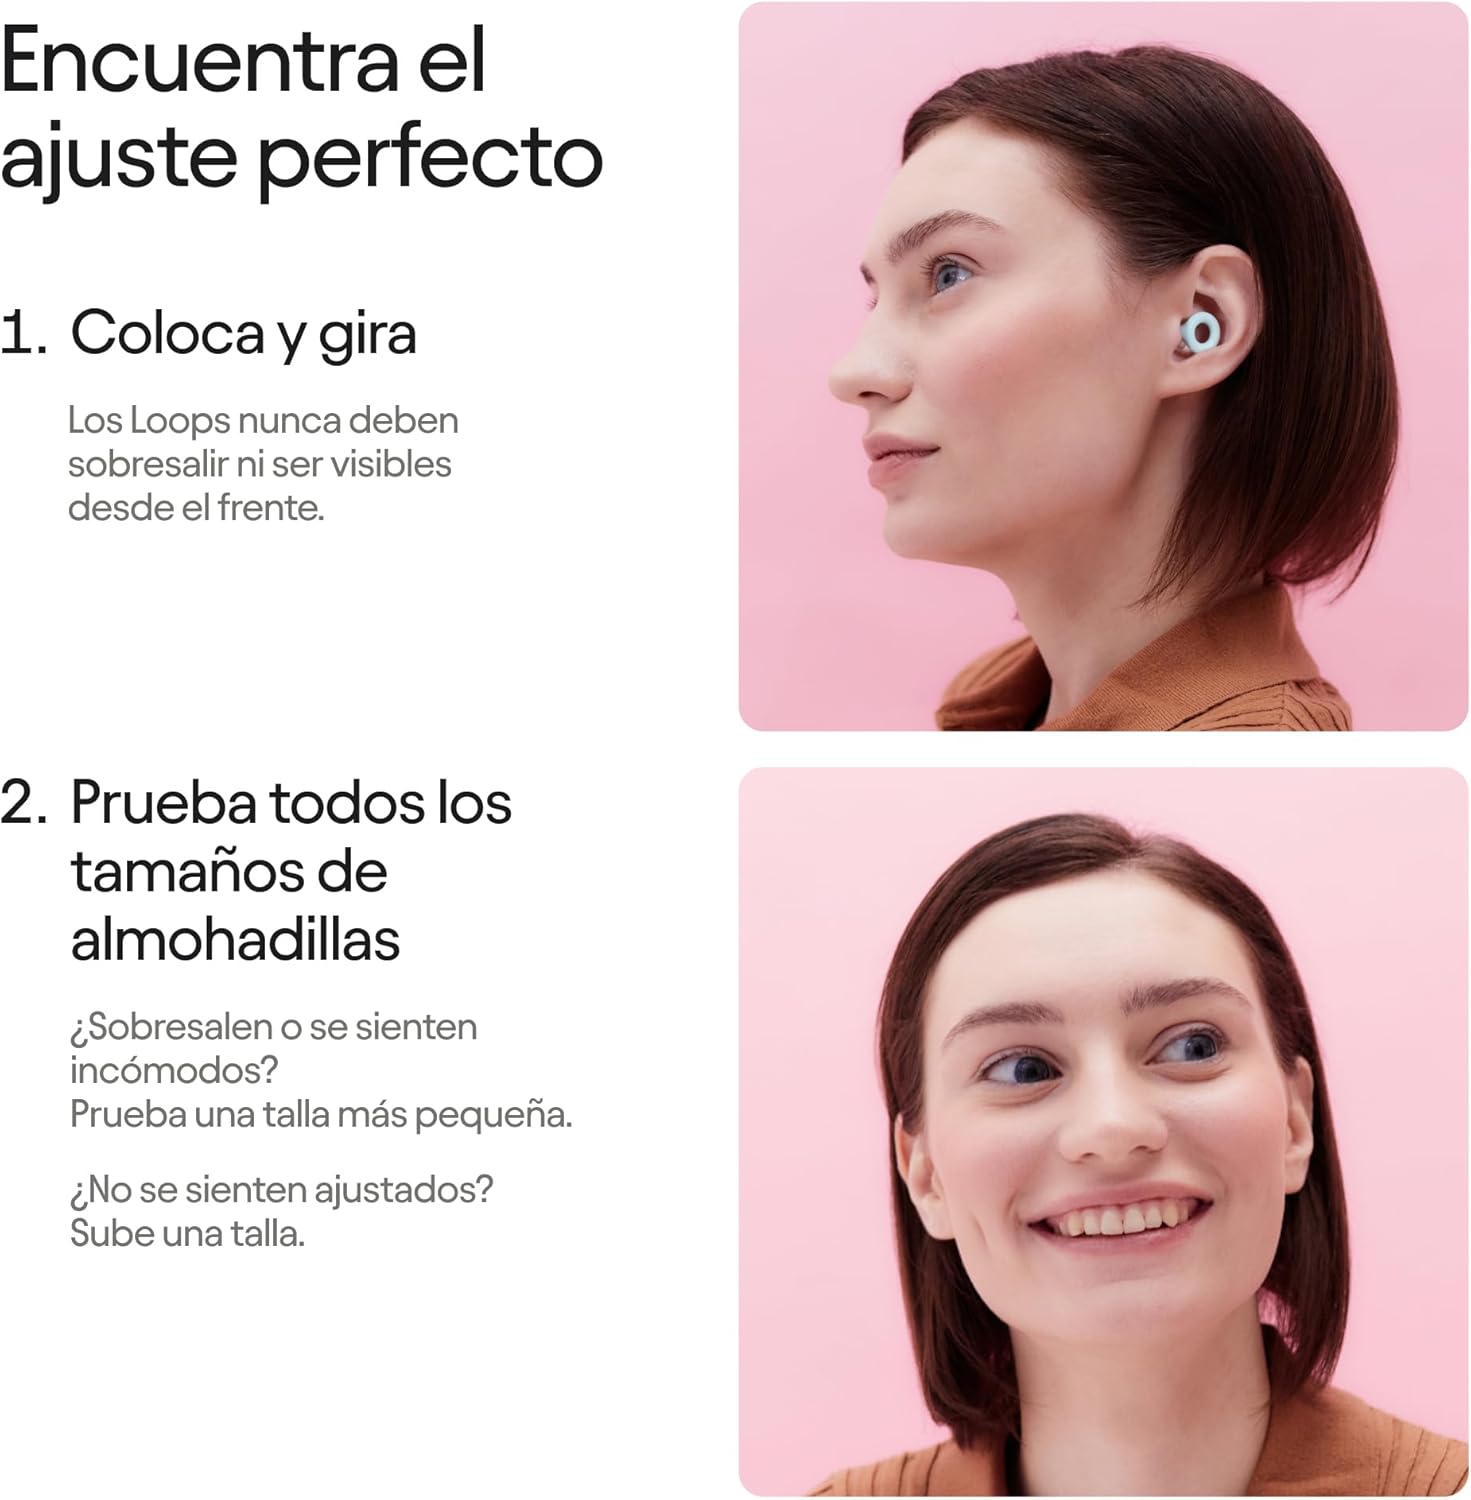 Encuentra el
ajuste perfecto
1. Coloca y gira
Los Loops nunca deben
sobresalir ni ser visibles
desde el frente.
2. Prueba todos los
tamaños de
almohadillas
¿Sobresalen o se sienten
incómodos?
Prueba una talla más pequeña.
¿No se sienten ajustados?
Sube una talla.